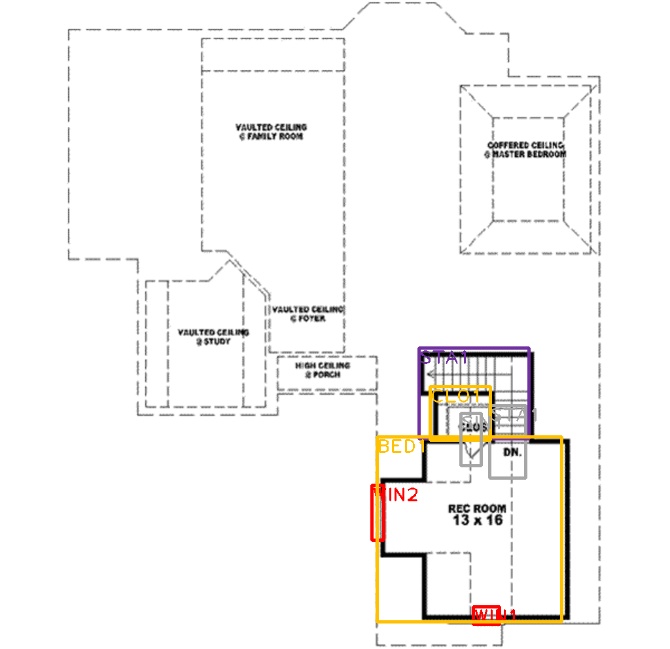 VAULTED CEILING
@ FAMILY ROOM
COFFERED CEILING
@ MASTER BEDROOM
VAULTED CEILING
@ FOYER
VAULTED CEILING
@ STUDY
HIGH CEILING
@ PORCH
STA1
CLO1
STA1
CLOS
BED1
DN.
WIN2
REC ROOM
13 x 16
WIN1